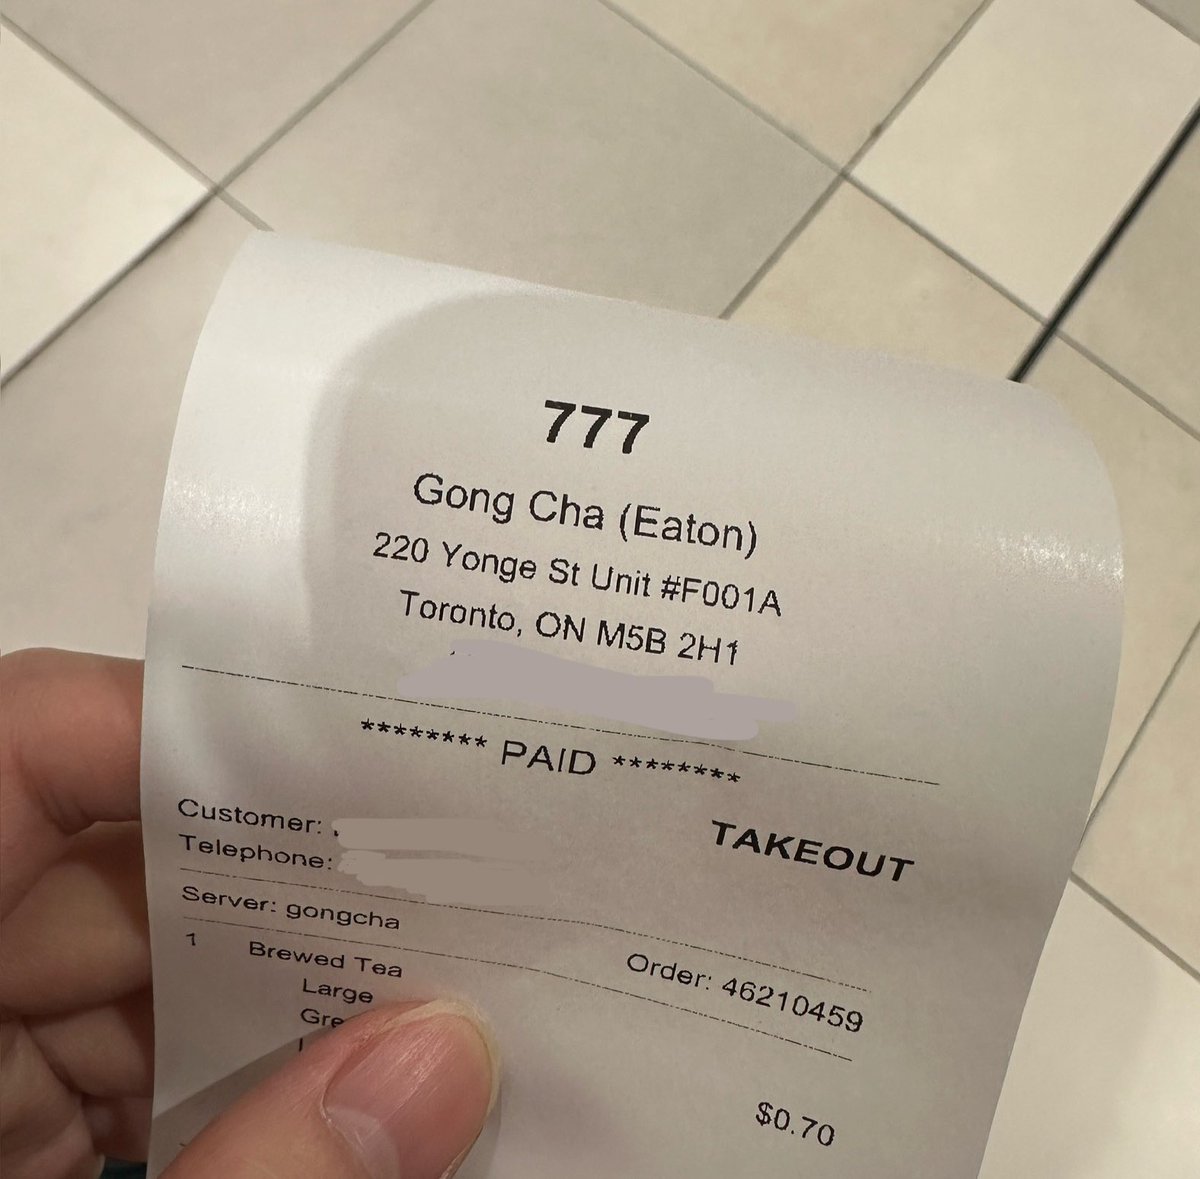 777
Gong Cha (Eaton)
220 Yonge St Unit #F001A
Toronto, ON M5B 2H1
******** PAID ********
TAKEOUT
Customer:
Telephone:
Server: gongcha
Order: 46210459
1 Brewed Tea
Large
$0.70